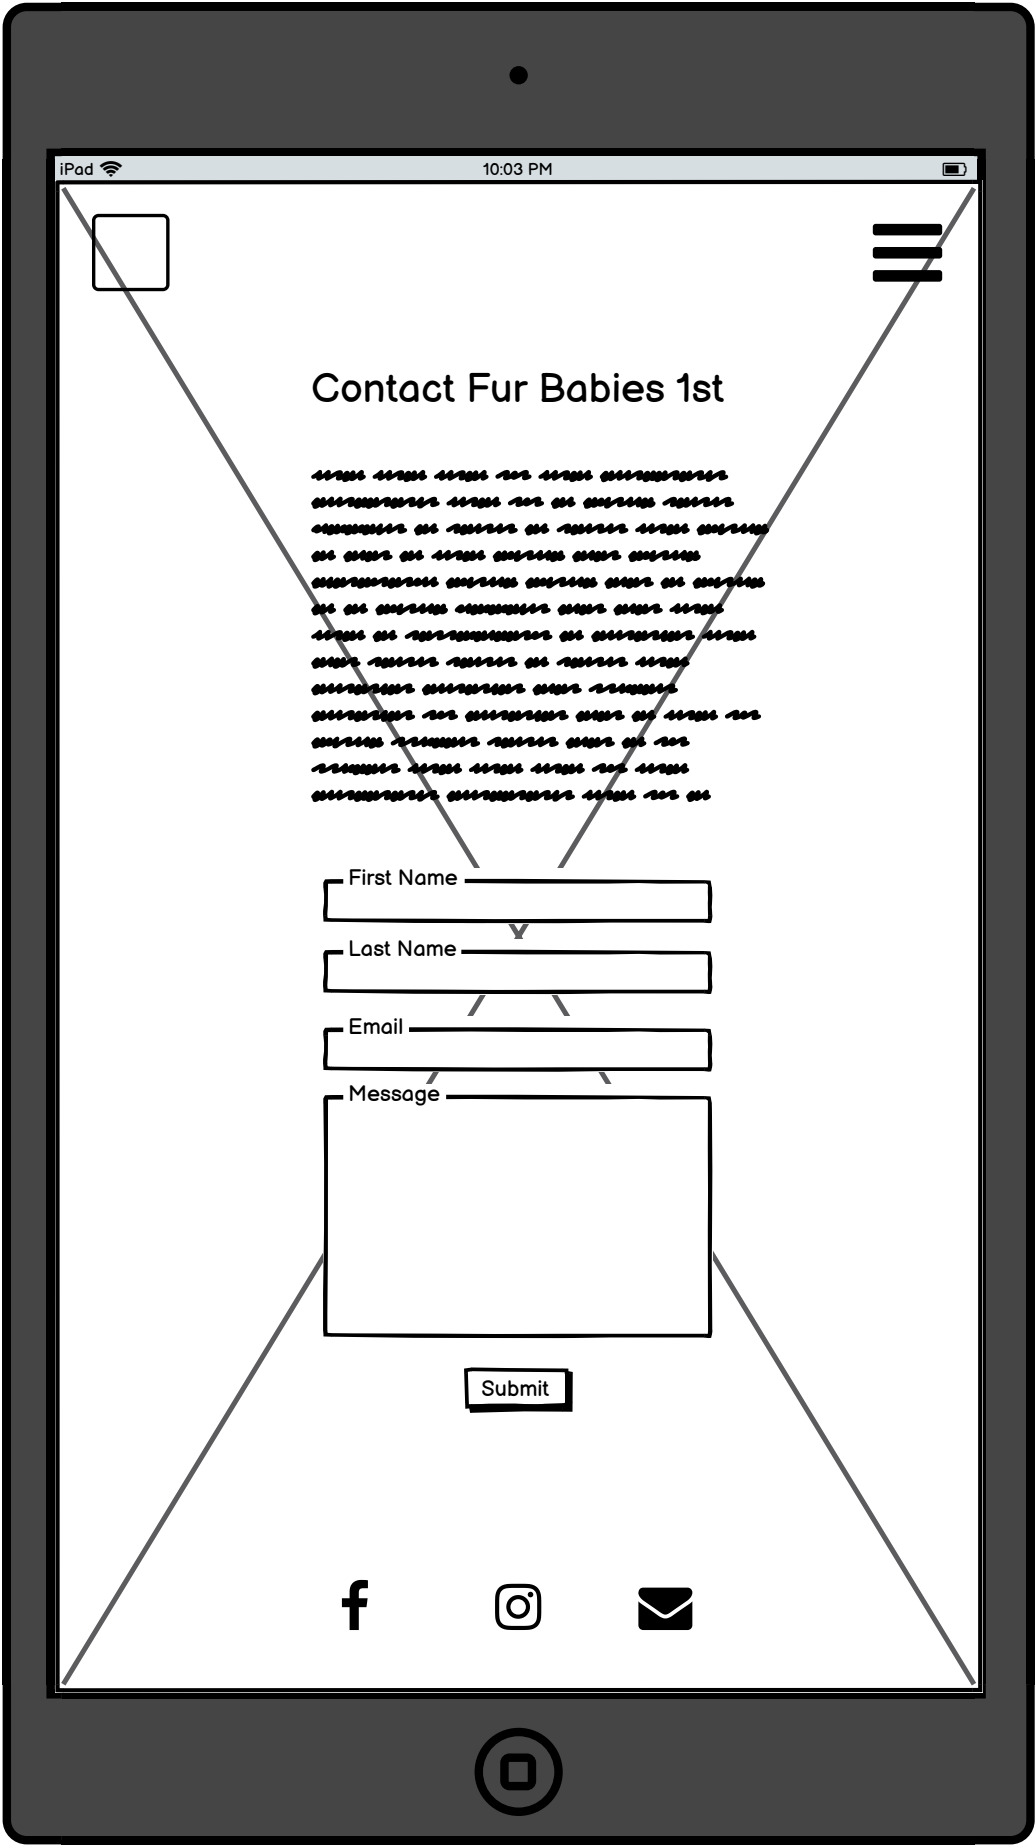 iPad 10:03 PM
Contact Fur Babies 1st
First Name
Last Name
Email
Message
Submit